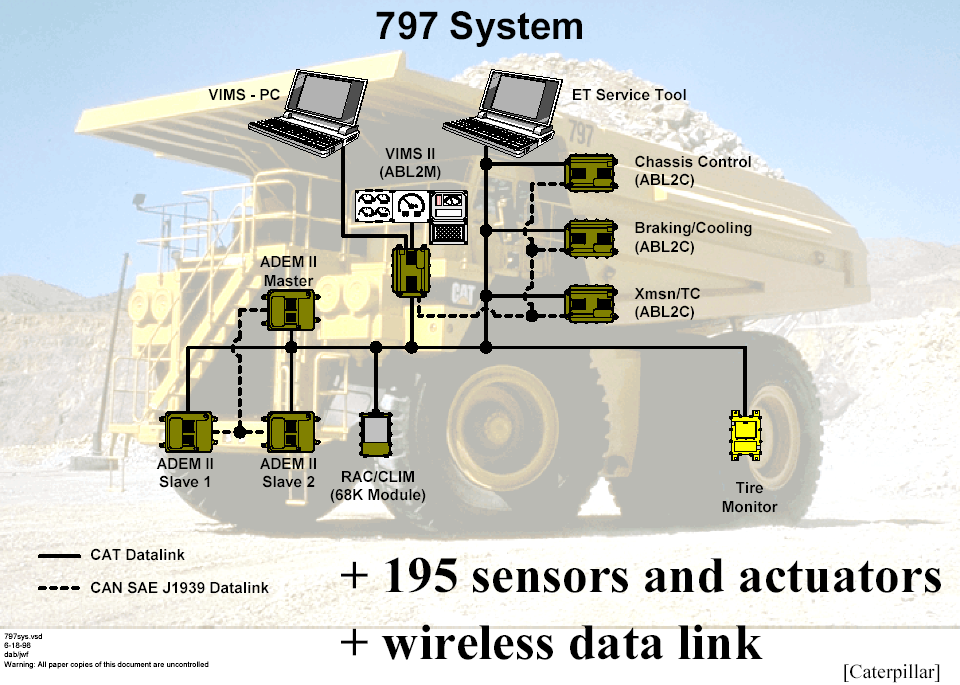 797 System
VIMS - PC
ET Service Tool
797
VIMS II
(ABL2M)
Chassis Control
(ABL2C)
Braking/Cooling
(ABL2C)
ADEM II
Master
CAT
Xmsn/TC
(ABL2C)
ADEM II
Slave 1
ADEM II
Slave 2
RAC/CLIM
(68K Module)
Tire
Monitor
CAT Datalink
CAN SAE J1939 Datalink
+ 195 sensors and actuators
+ wireless data link
797sys.vsd
6-18-98
dab/jwf
Warning: All paper copies of this document are uncontrolled
[Caterpillar]